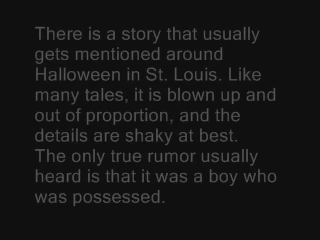 There is a story that usually
gets mentioned around
Halloween in St. Louis. Like
many tales, it is blown up and
out of proportion, and the
details are shaky at best.
The only true rumor usually
heard is that it was a boy who
was possessed.